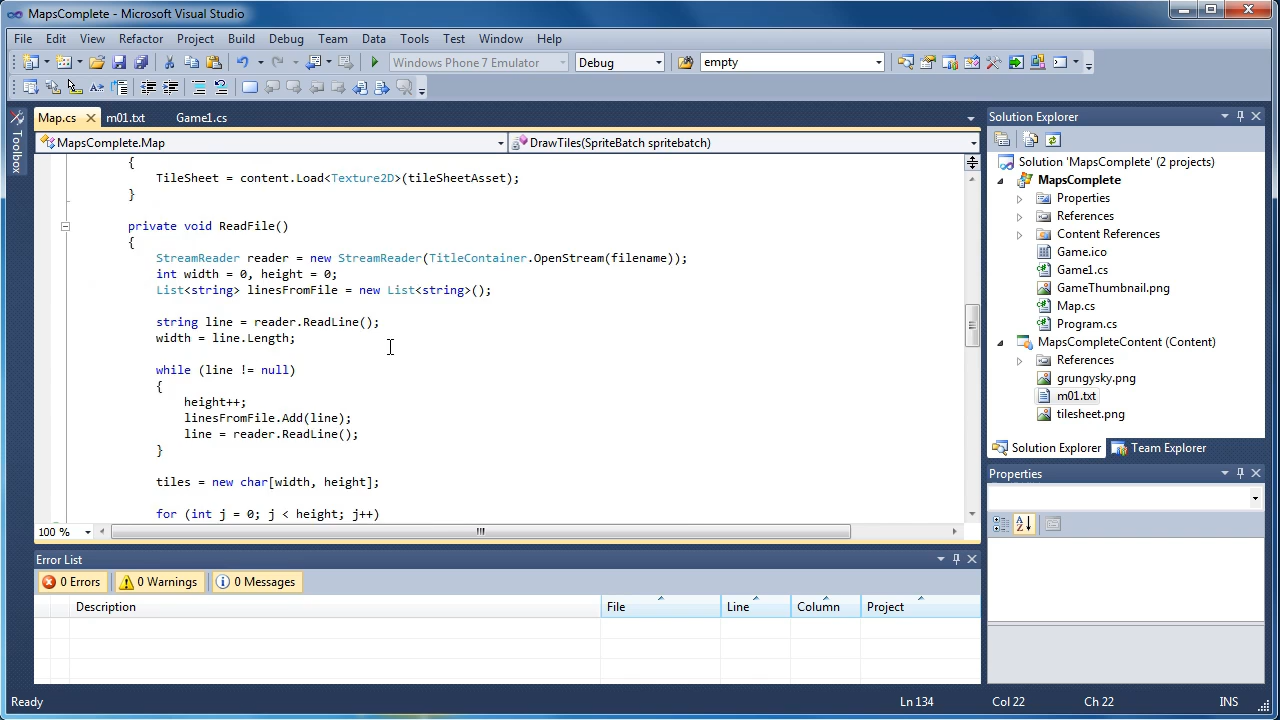 MapsComplete - Microsoft Visual Studio
File Edit View Refactor Project Build Debug Team Data Tools Test Window Help
Windows Phone 7 Emulator Debug empty
Map.cs m01.txt Game1.cs
Toolbox
MapsComplete.Map DrawTiles(SpriteBatch spritebatch)
{
TileSheet = content.Load<Texture2D>(tileSheetAsset);
}
private void ReadFile()
{
StreamReader reader = new StreamReader(TitleContainer.OpenStream(filename));
int width = 0, height = 0;
List<string> linesFromFile = new List<string>();
string line = reader.ReadLine();
width = line.Length;
while (line != null)
{
height++;
linesFromFile.Add(line);
line = reader.ReadLine();
}
tiles = new char[width, height];
for (int j = 0; j < height; j++)
100 %
Solution Explorer
Solution 'MapsComplete' (2 projects)
MapsComplete
Properties
References
Content References
Game.ico
Game1.cs
GameThumbnail.png
Map.cs
Program.cs
MapsCompleteContent (Content)
References
grungysky.png
m01.txt
tilesheet.png
Solution Explorer Team Explorer
Properties
Error List
0 Errors 0 Warnings 0 Messages
Description File Line Column Project
Ready Ln 134 Col 22 Ch 22 INS